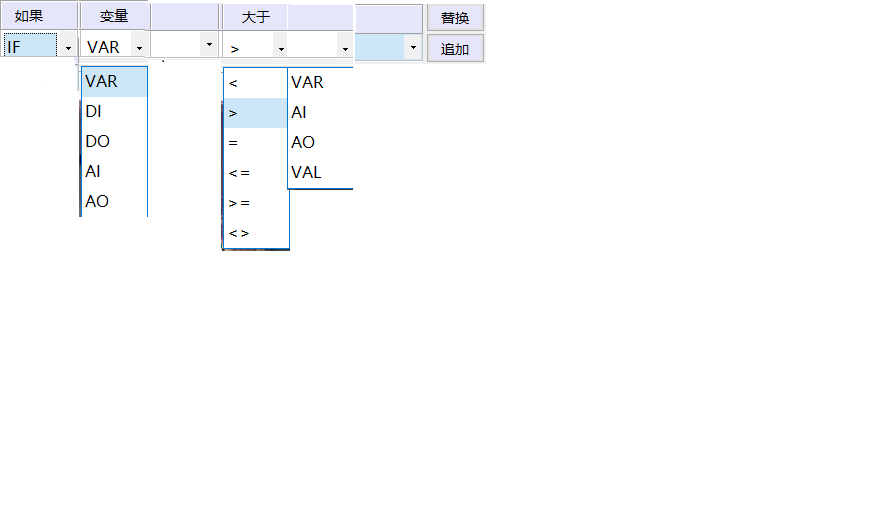 如果 变量 大于 替换
IF VAR > 追加
VAR < VAR
DI > AI
DO = AO
AI <= VAL
AO >=
<>